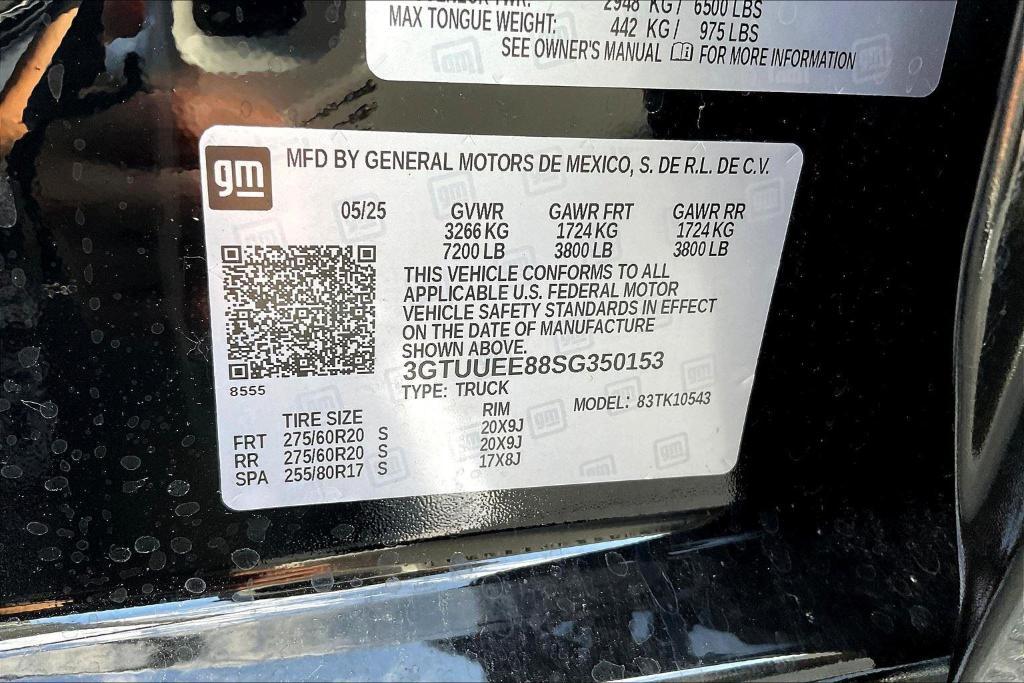 2948 KG/ 6500 LBS
MAX TONGUE WEIGHT: 442 KG/ 975 LBS
SEE OWNER'S MANUAL FOR MORE INFORMATION
gm
MFD BY GENERAL MOTORS DE MEXICO, S. DE R.L. DE C.V.
05/25 GVWR GAWR FRT GAWR RR
3266 KG 1724 KG 1724 KG
7200 LB 3800 LB 3800 LB
THIS VEHICLE CONFORMS TO ALL
APPLICABLE U.S. FEDERAL MOTOR
VEHICLE SAFETY STANDARDS IN EFFECT
ON THE DATE OF MANUFACTURE
SHOWN ABOVE.
3GTUUEE88SG350153
8555
TYPE: TRUCK
MODEL: 83TK10543
TIRE SIZE RIM
FRT 275/60R20 S 20X9J
RR 275/60R20 S 20X9J
SPA 255/80R17 S 17X8J